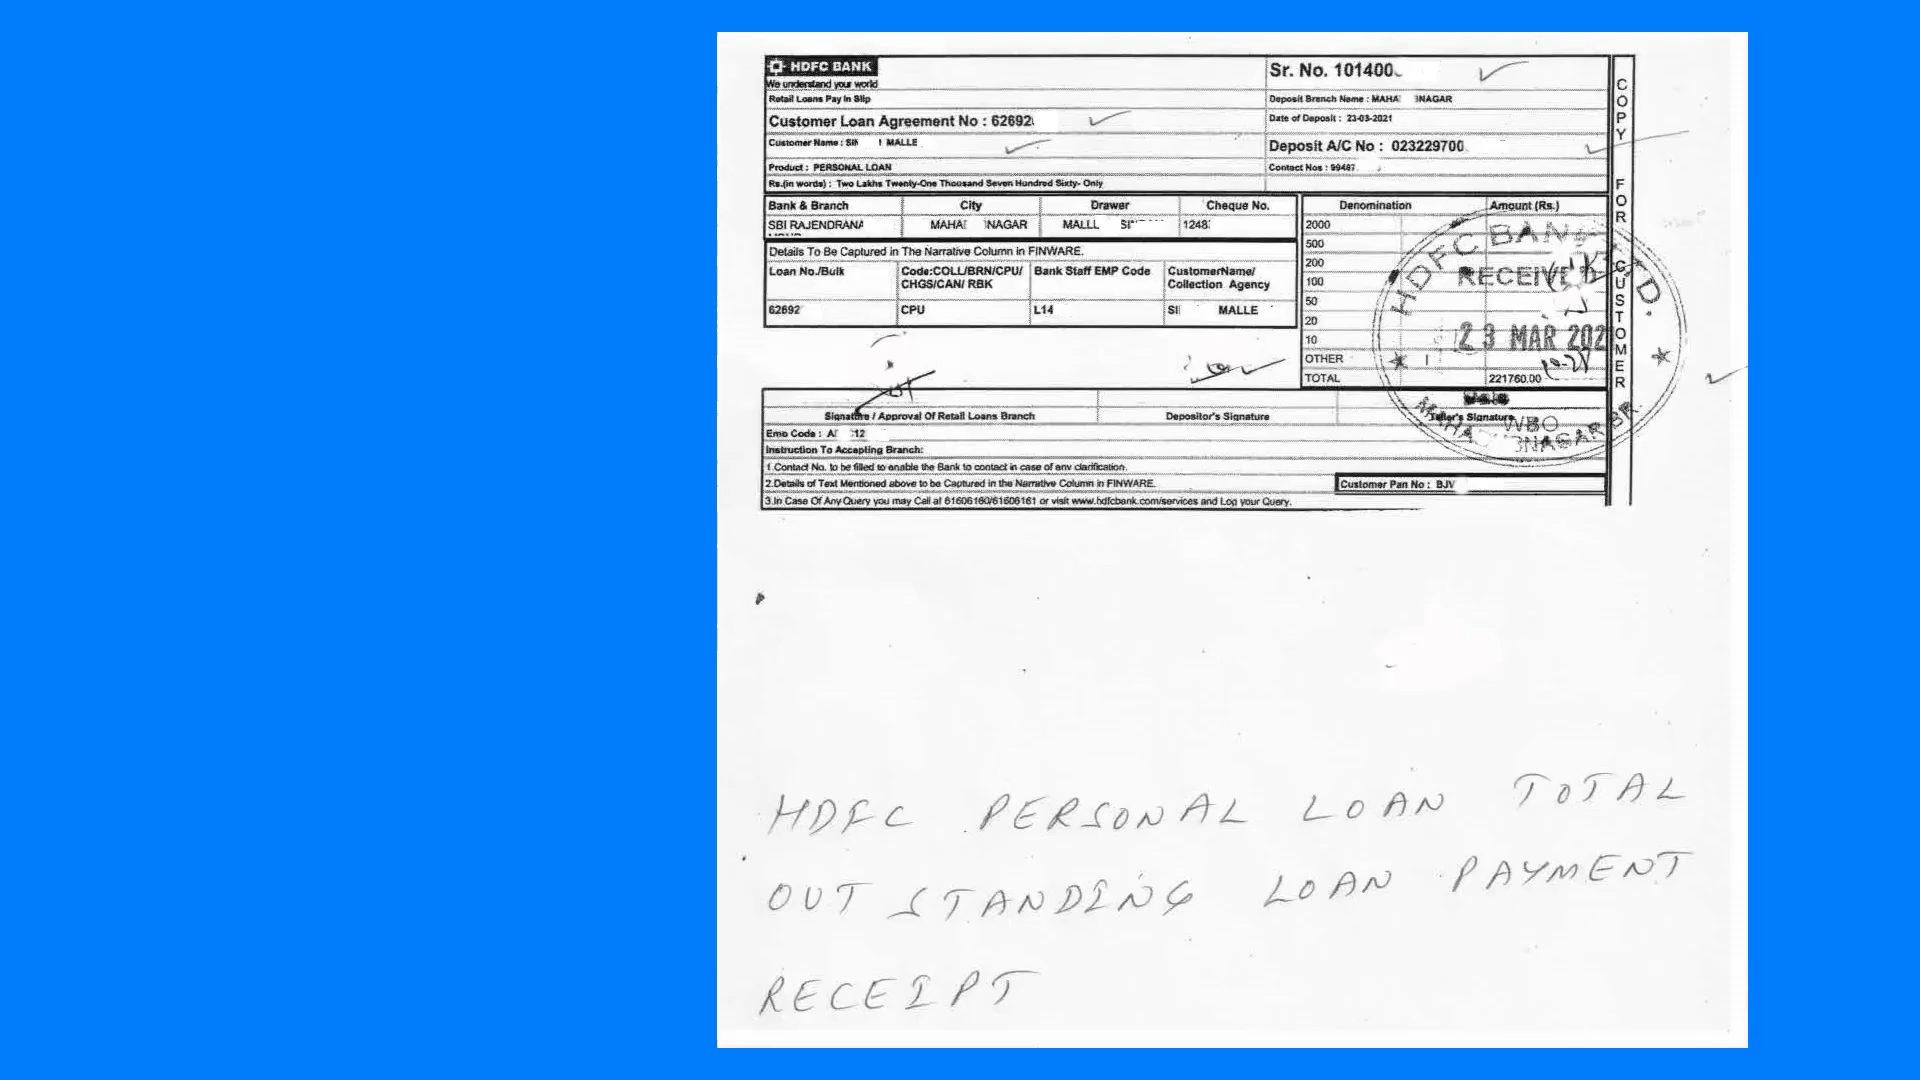 HDFC BANK
We understand your world
Retail Loans Pay In Slip
Customer Loan Agreement No : 62692
Customer Name : SI MALLE
Product : PERSONAL LOAN
Rs.(in words) : Two Lakhs Twenty-One Thousand Seven Hundred Sixty- Only
Sr. No. 101400
Deposit Branch Name : MAHA NAGAR
Date of Deposit : 23-03-2021
Deposit A/C No : 023229700
Contact Nos : 99487
COPY FOR CUSTOMER
Bank & Branch City Drawer Cheque No.
SBI RAJENDRANA MAHA NAGAR MALLL SI 1248
Details To Be Captured in The Narrative Column in FINWARE.
Loan No./Bulk Code:COLL/BRN/CPU/ CHGS/CAN/ RBK Bank Staff EMP Code CustomerName/ Collection Agency
62692 CPU L14 SI MALLE
Denomination Amount (Rs.)
2000
500
200
100
50
20
10
OTHER
TOTAL 221760.00
HDFC BANK LTD.
RECEIVED
23 MAR 202
WBO
Signature / Approval Of Retail Loans Branch Depositor's Signature Teller's Signature
Emp Code : A 12
Instruction To Accepting Branch:
1.Contact No. to be filled to enable the Bank to contact in case of any clarification.
2.Details of Text Mentioned above to be Captured in the Narrative Column in FINWARE.
Customer Pan No : BJV
3.In Case Of Any Query you may Call at 61606160/61606161 or visit www.hdfcbank.com/services and Log your Query.
HDFC PERSONAL LOAN TOTAL
OUT STANDING LOAN PAYMENT
RECEIPT